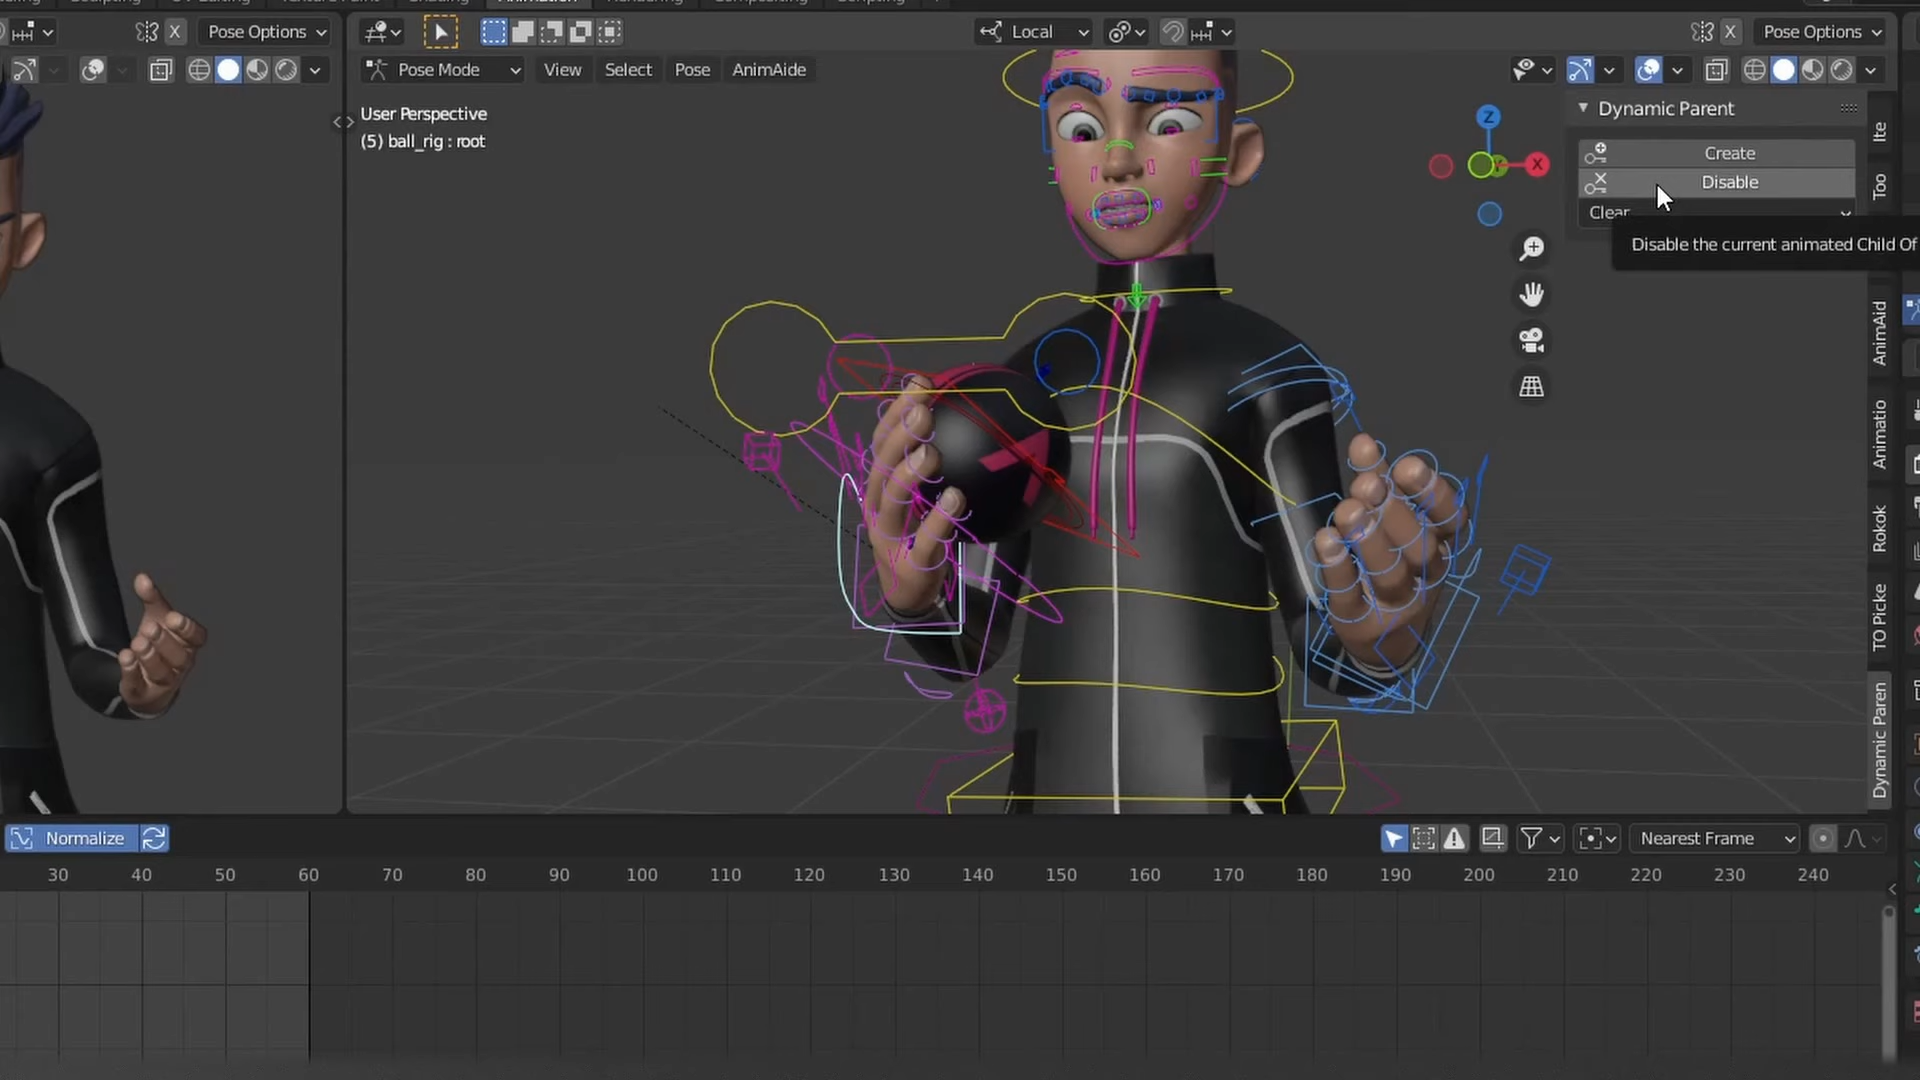 X Pose Options
Local
X Pose Options
Pose Mode View Select Pose AnimAide
User Perspective
(5) ball_rig : root
Z
X
Dynamic Parent
Create
Disable
Clear
Disable the current animated Child Of
Ite
Too
AnimAid
Animatio
Rokok
TO Picke
Dynamic Paren
Normalize
Nearest Frame
30 40 50 60 70 80 90 100 110 120 130 140 150 160 170 180 190 200 210 220 230 240